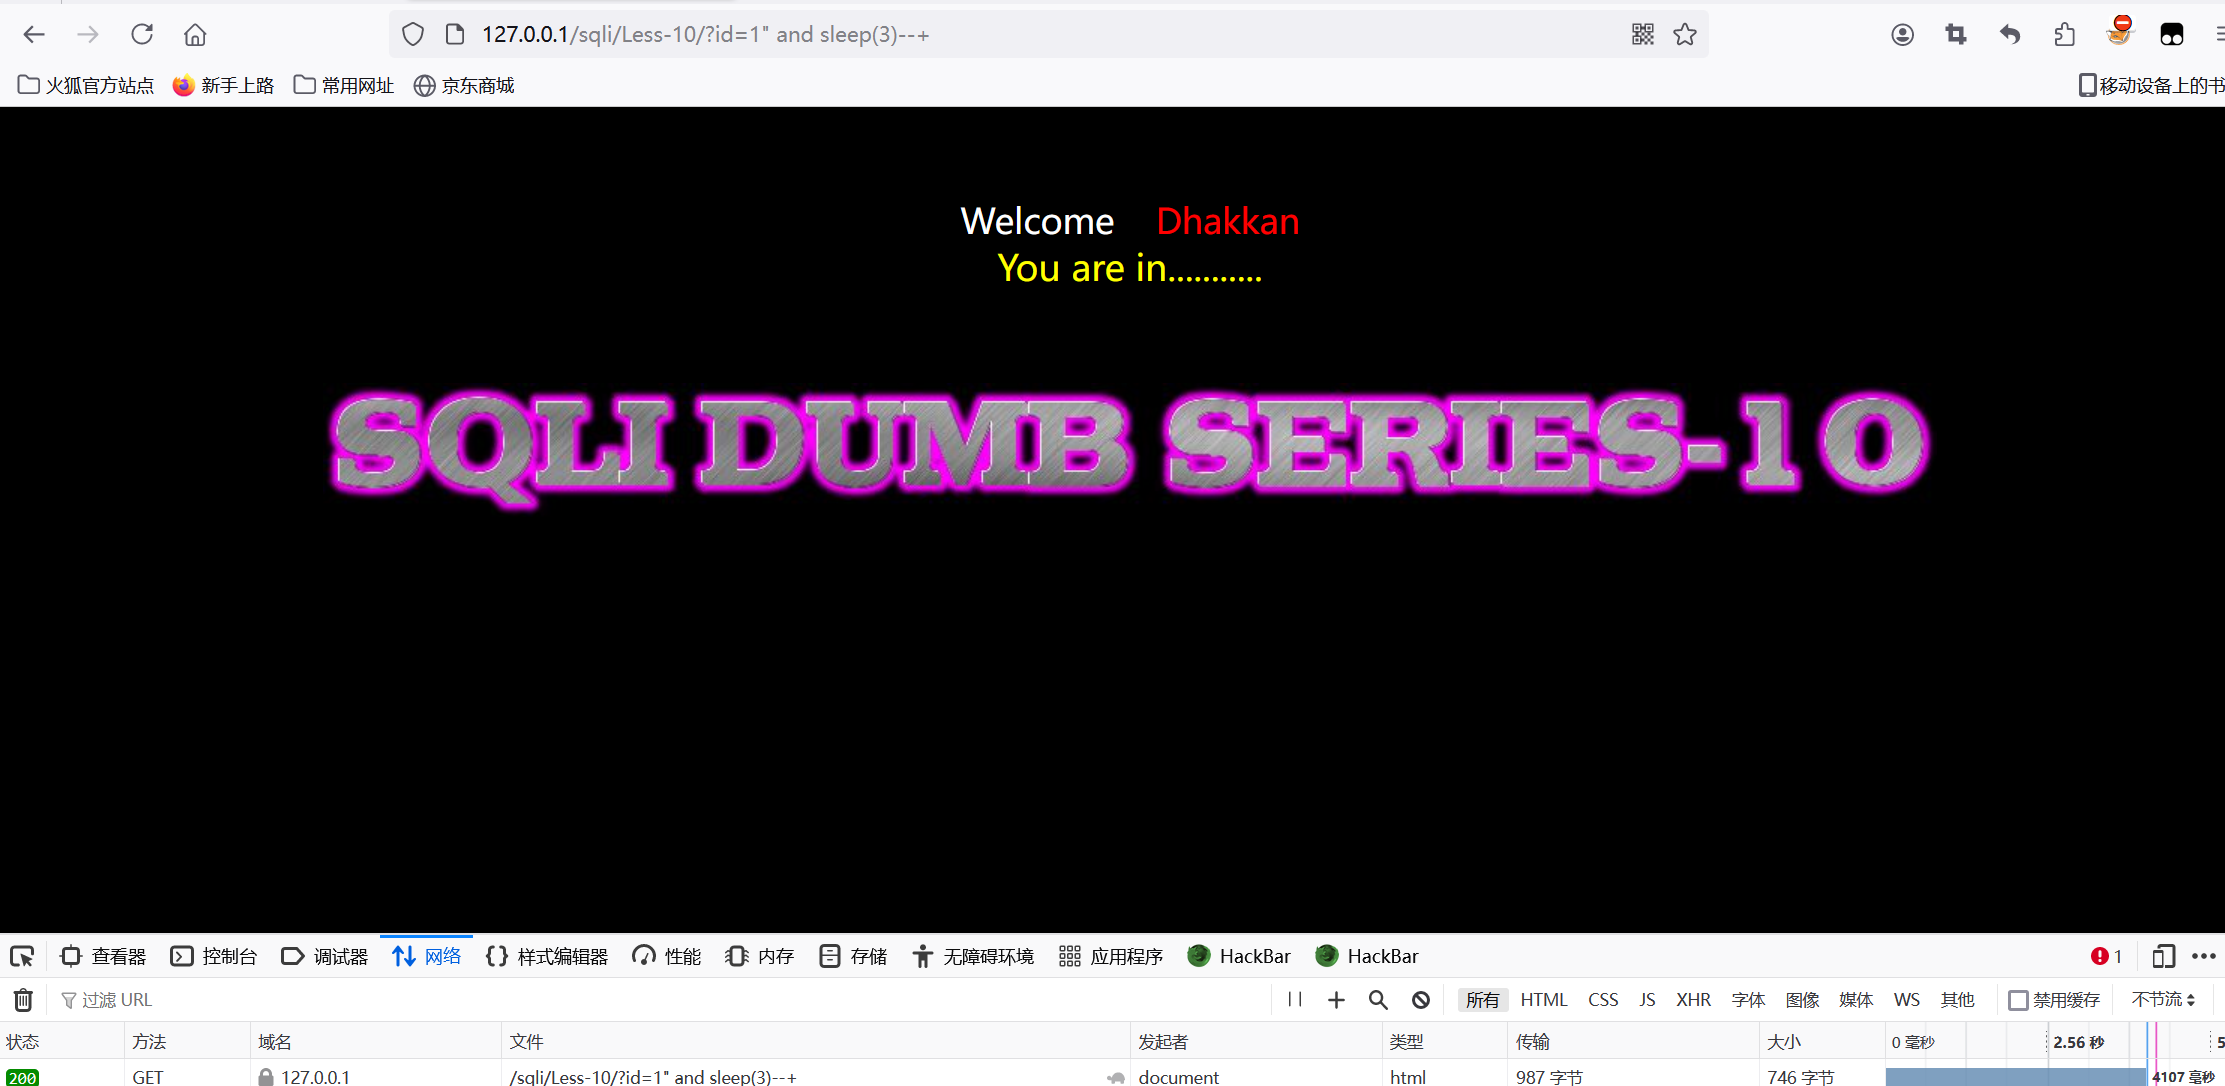 127.0.0.1/sqli/Less-10/?id=1" and sleep(3)--+
火狐官方站点 新手上路 常用网址 京东商城 移动设备上的书
Welcome Dhakkan
You are in...........
SQLI DUMB SERIES-10
查看器 控制台 调试器 网络 样式编辑器 性能 内存 存储 无障碍环境 应用程序 HackBar HackBar 1
过滤 URL 所有 HTML CSS JS XHR 字体 图像 媒体 WS 其他 禁用缓存 不节流
状态 方法 域名 文件 发起者 类型 传输 大小 0 毫秒 2.56 秒 5
200 GET 127.0.0.1 /sqli/Less-10/?id=1" and sleep(3)--+ document html 987 字节 746 字节 4107 毫秒